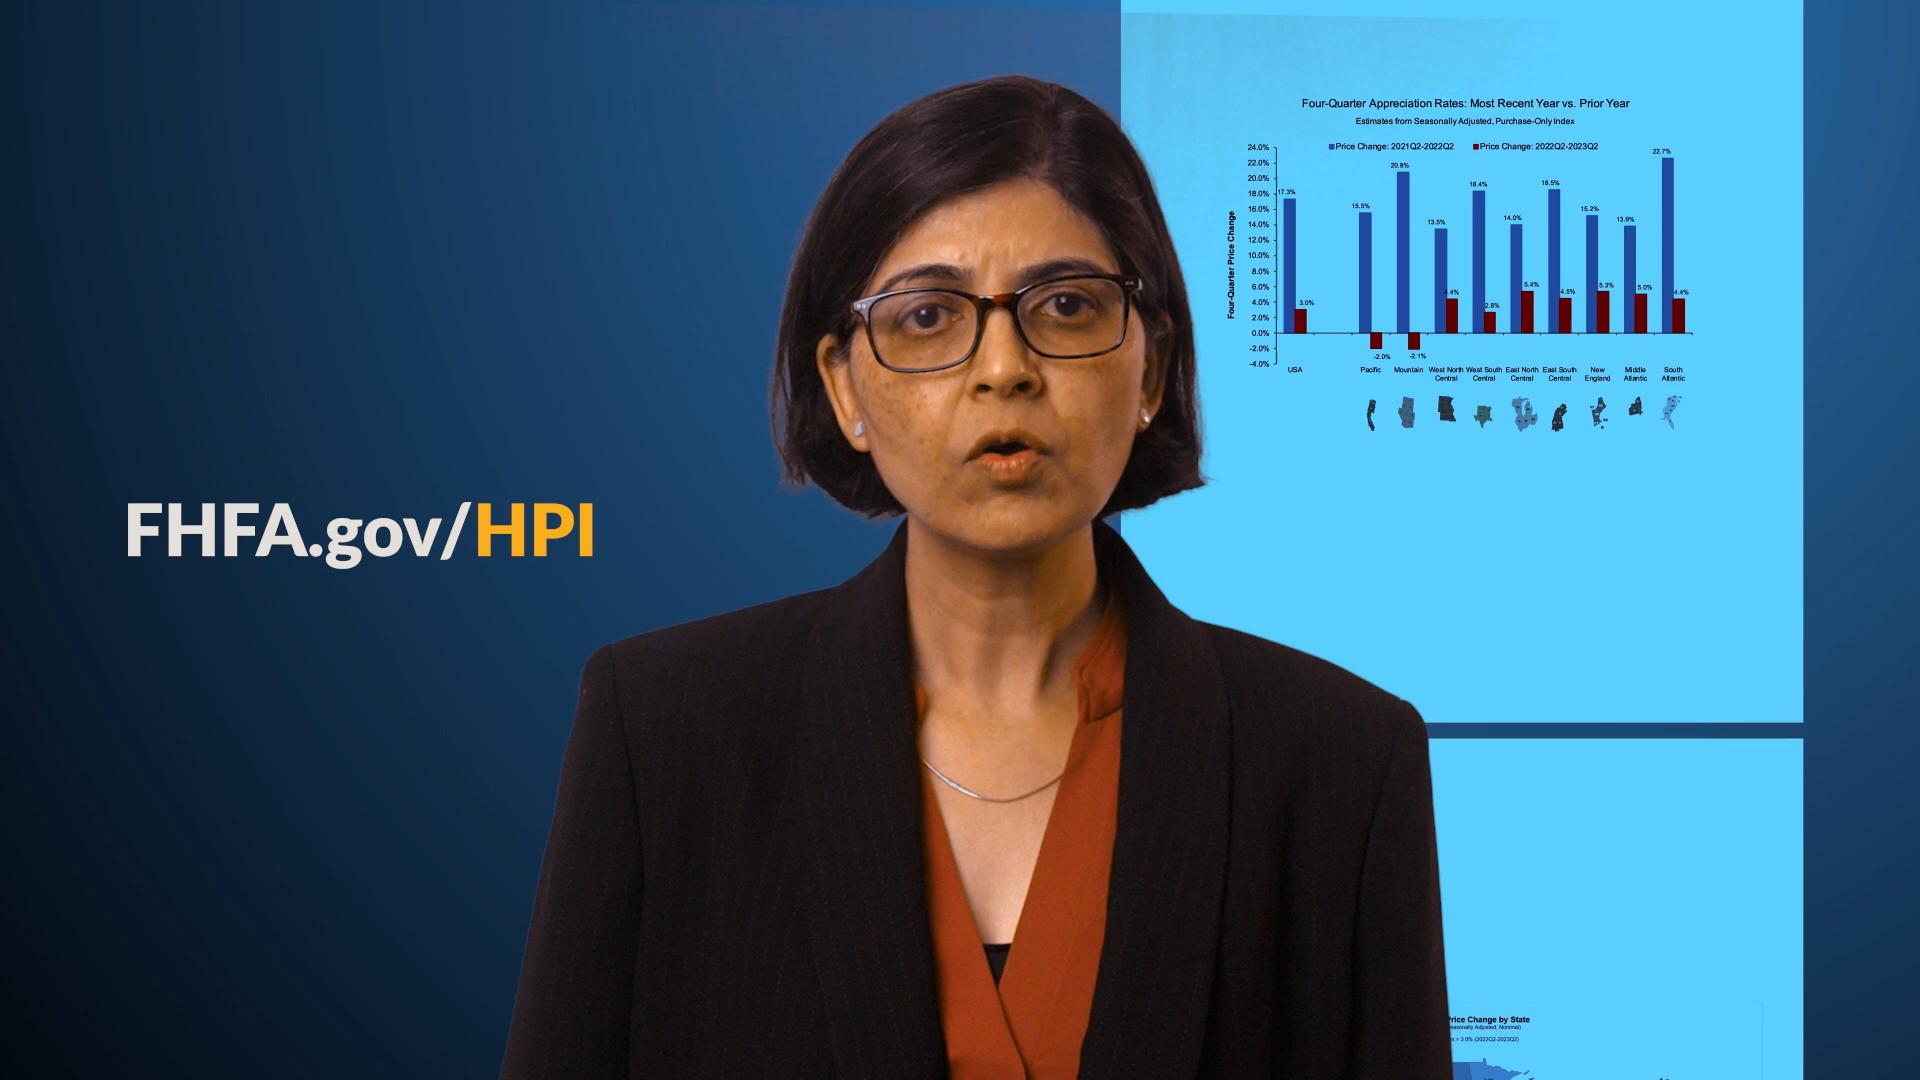 FHFA.gov/HPI
Four-Quarter Appreciation Rates: Most Recent Year vs. Prior Year
Estimates from Seasonally Adjusted, Purchase-Only Index
Price Change: 2021Q2-2022Q2 Price Change: 2022Q2-2023Q2
Four-Quarter Price Change
24.0%
22.0%
20.0%
18.0%
16.0%
14.0%
12.0%
10.0%
8.0%
6.0%
4.0%
2.0%
0.0%
-2.0%
-4.0%
17.3%
3.0%
15.5%
-2.0%
20.8%
-2.1%
13.5%
4.4%
18.4%
2.6%
14.0%
5.4%
18.5%
4.5%
15.2%
5.3%
13.9%
5.0%
22.7%
4.4%
USA
Pacific
Mountain
West North
Central
West South
Central
East North
Central
East South
Central
New
England
Middle
Atlantic
South
Atlantic
Price Change by State
Adjusted, Nominal)
= 3.0% (2022Q2-2023Q2)